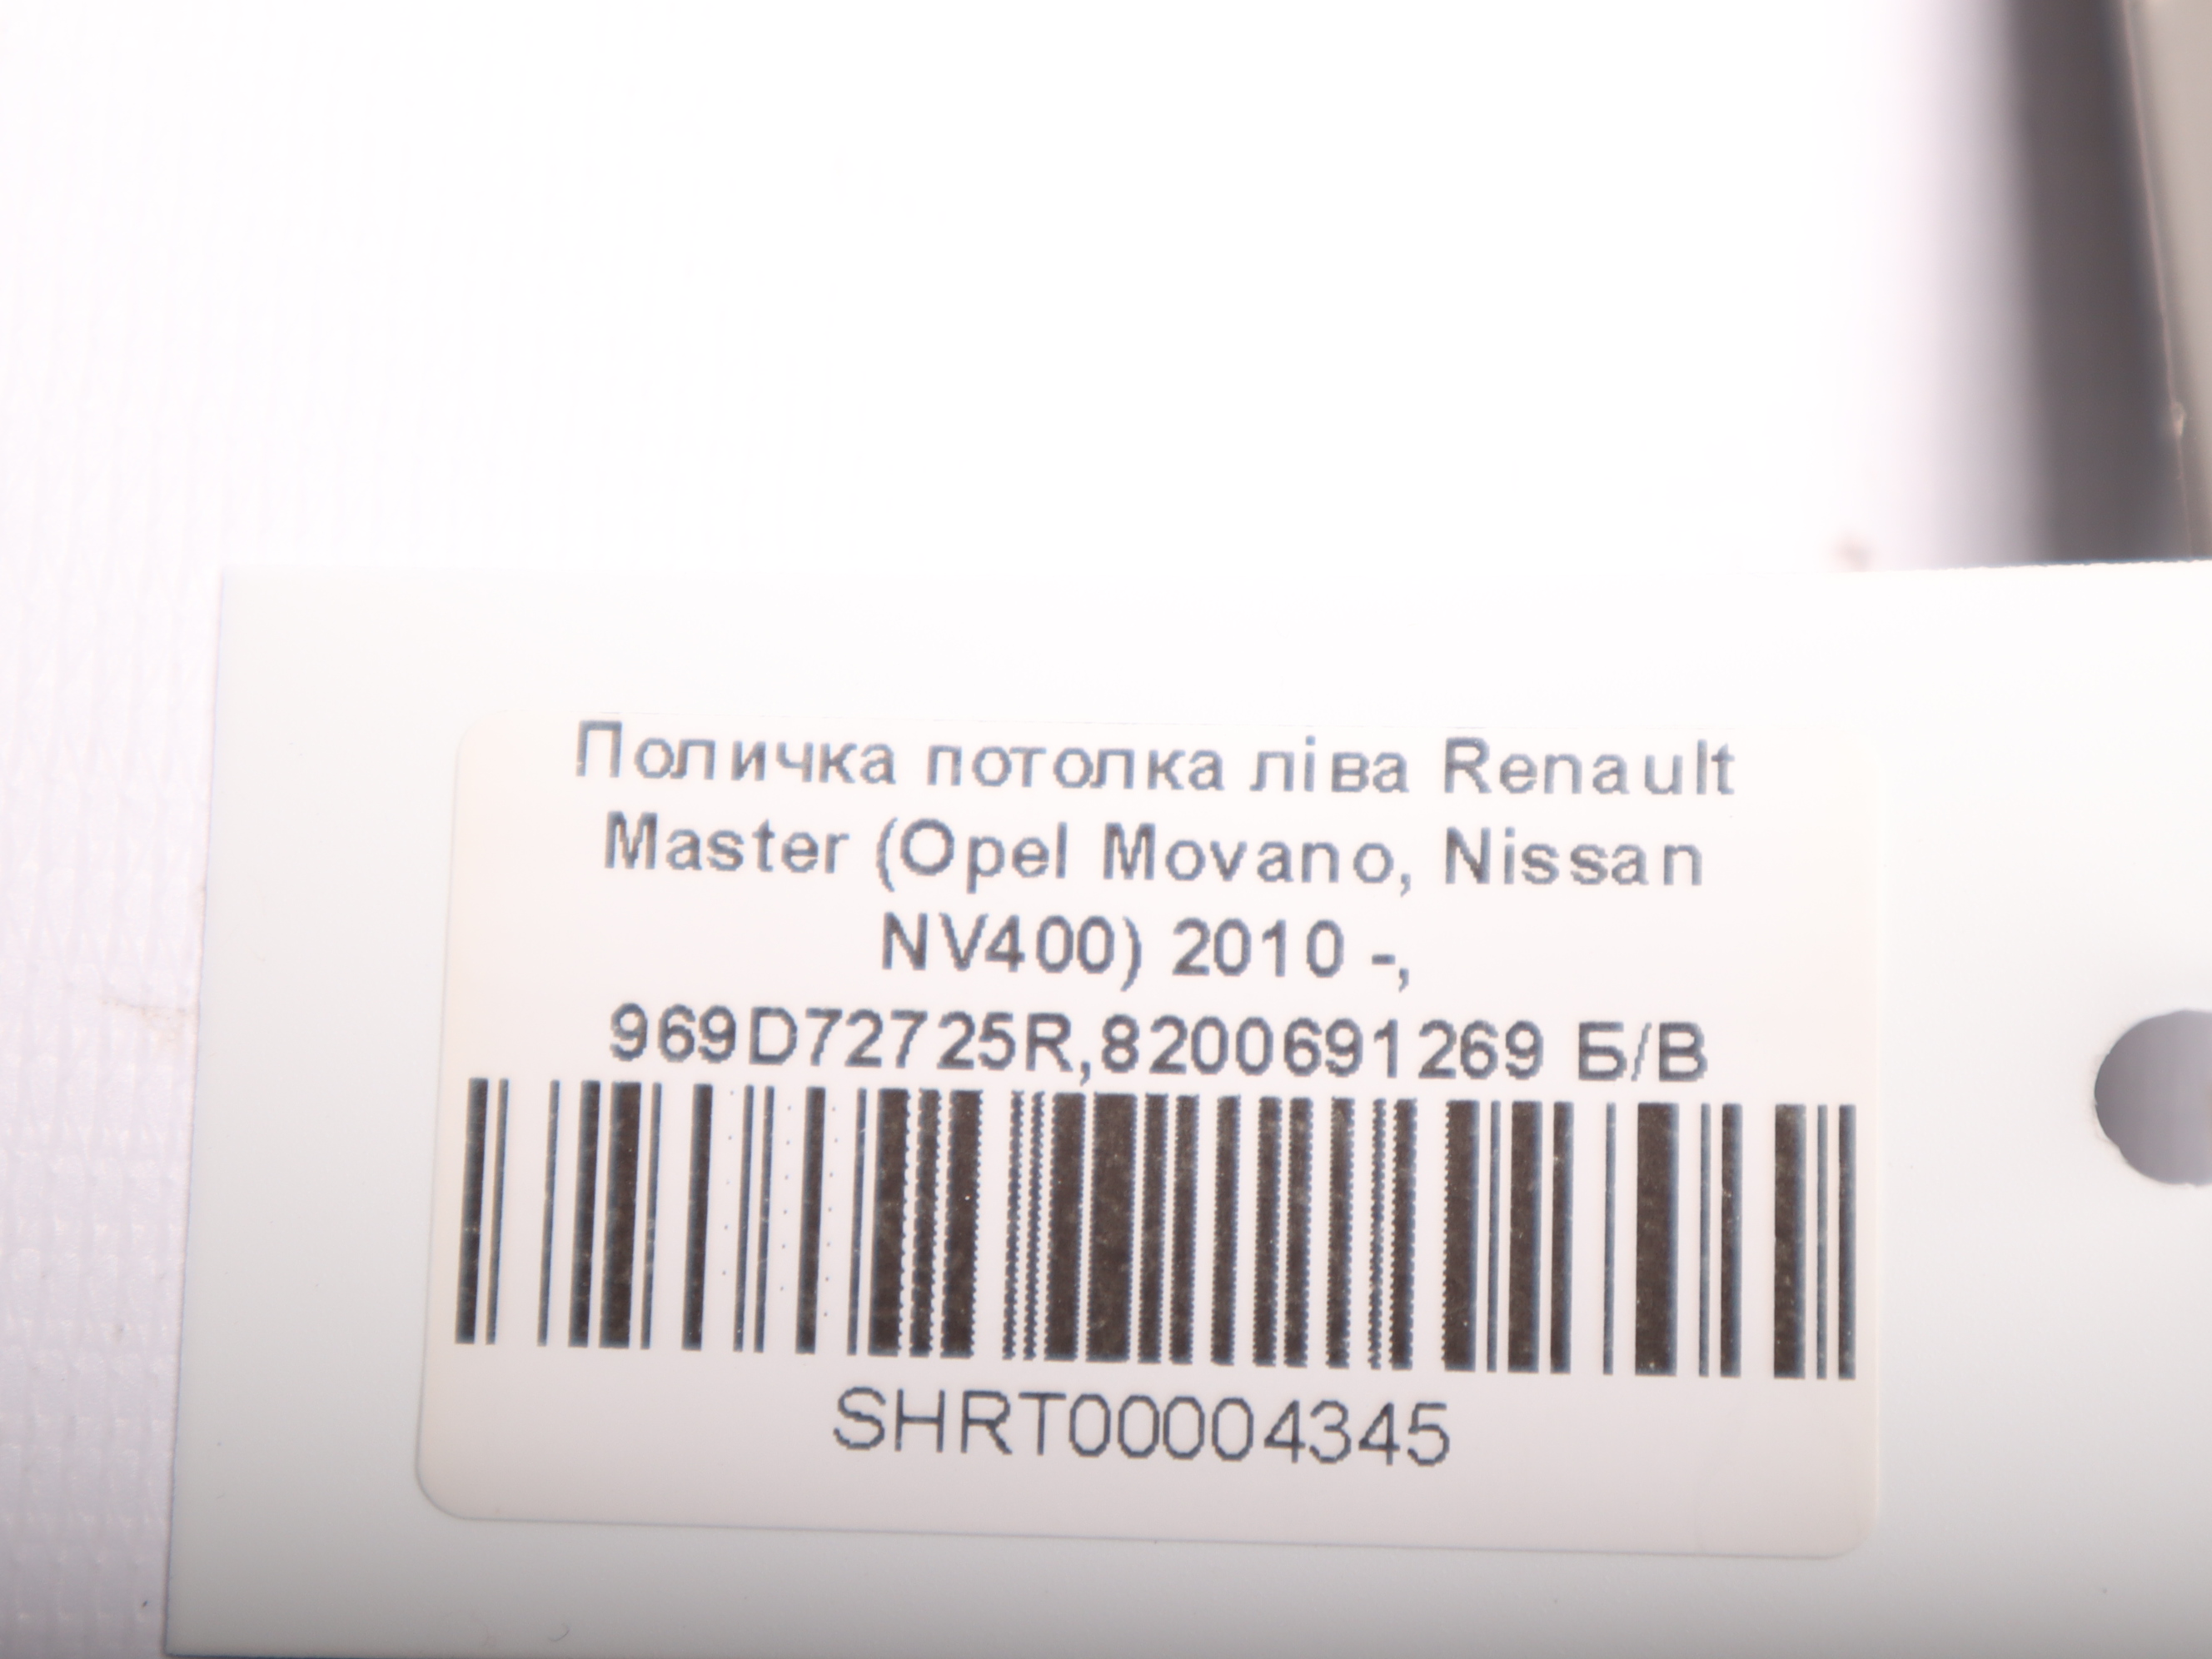 Поличка потолка ліва Renault
Master (Opel Movano, Nissan
NV400) 2010 -,
969D72725R,8200691269 Б/В
SHRT00004345